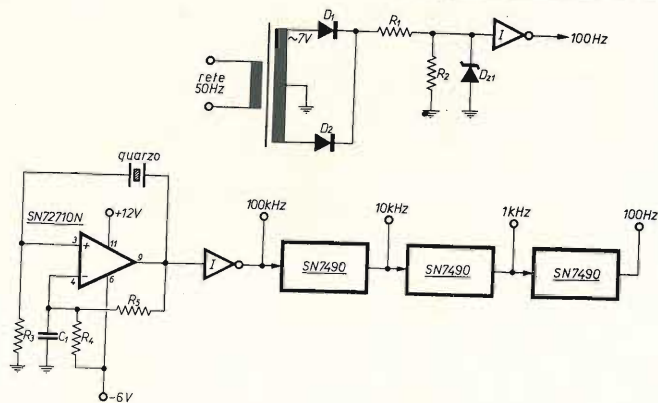 D1
~7V
R1
I
100Hz
rete
50Hz
R2
Dz1
D2
quarzo
SN72710N
+12V
100kHz
10kHz
1kHz
100Hz
3
+
11
9
I
SN7490
SN7490
SN7490
4
−
6
R5
R3
C1
R4
−6V